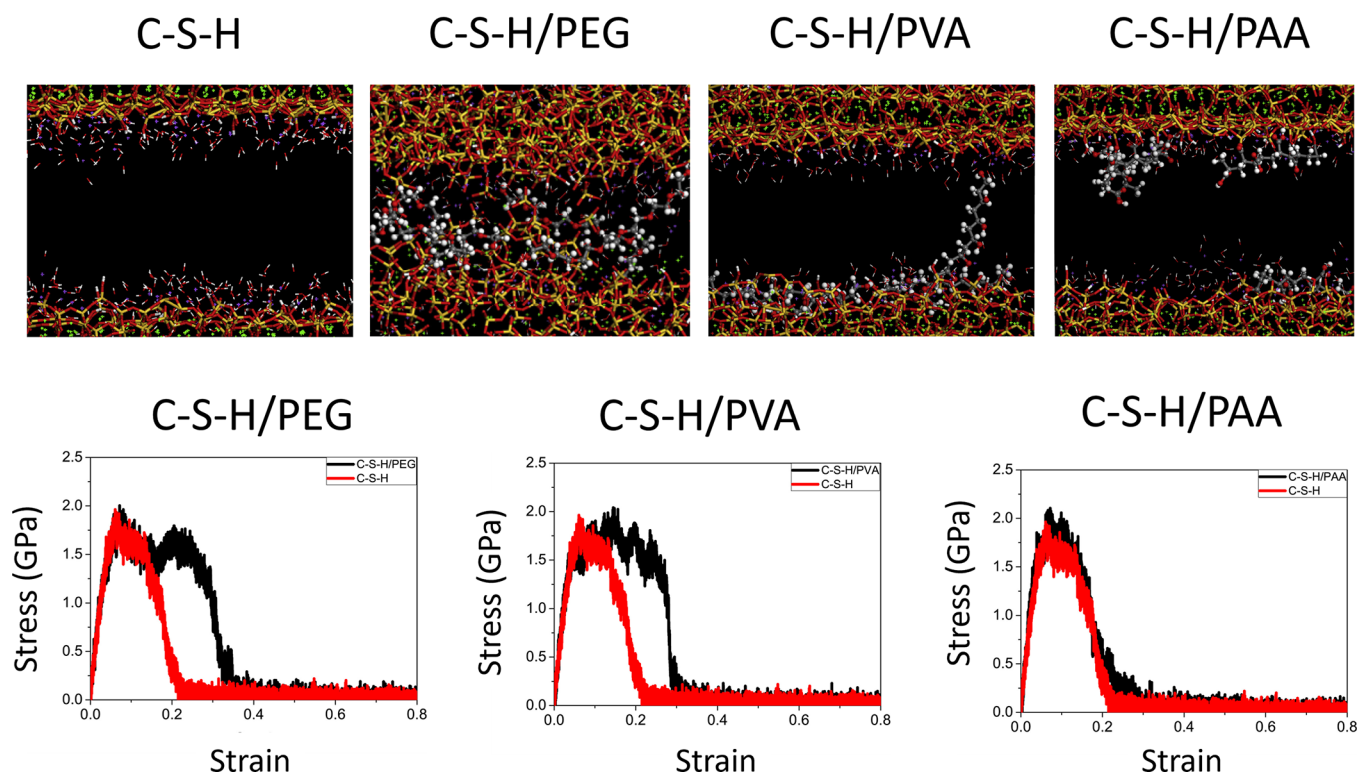 C-S-H
C-S-H/PEG
C-S-H/PVA
C-S-H/PAA
C-S-H/PEG
2.5
2.0
1.5
1.0
0.5
0.0
Stress (GPa)
C-S-H/PEG
C-S-H
0.0 0.2 0.4 0.6 0.8
Strain
C-S-H/PVA
2.5
2.0
1.5
1.0
0.5
0.0
Stress (GPa)
C-S-H/PVA
C-S-H
0.0 0.2 0.4 0.6 0.8
Strain
C-S-H/PAA
2.5
2.0
1.5
1.0
0.5
0.0
Stress (GPa)
C-S-H/PAA
C-S-H
0.0 0.2 0.4 0.6 0.8
Strain